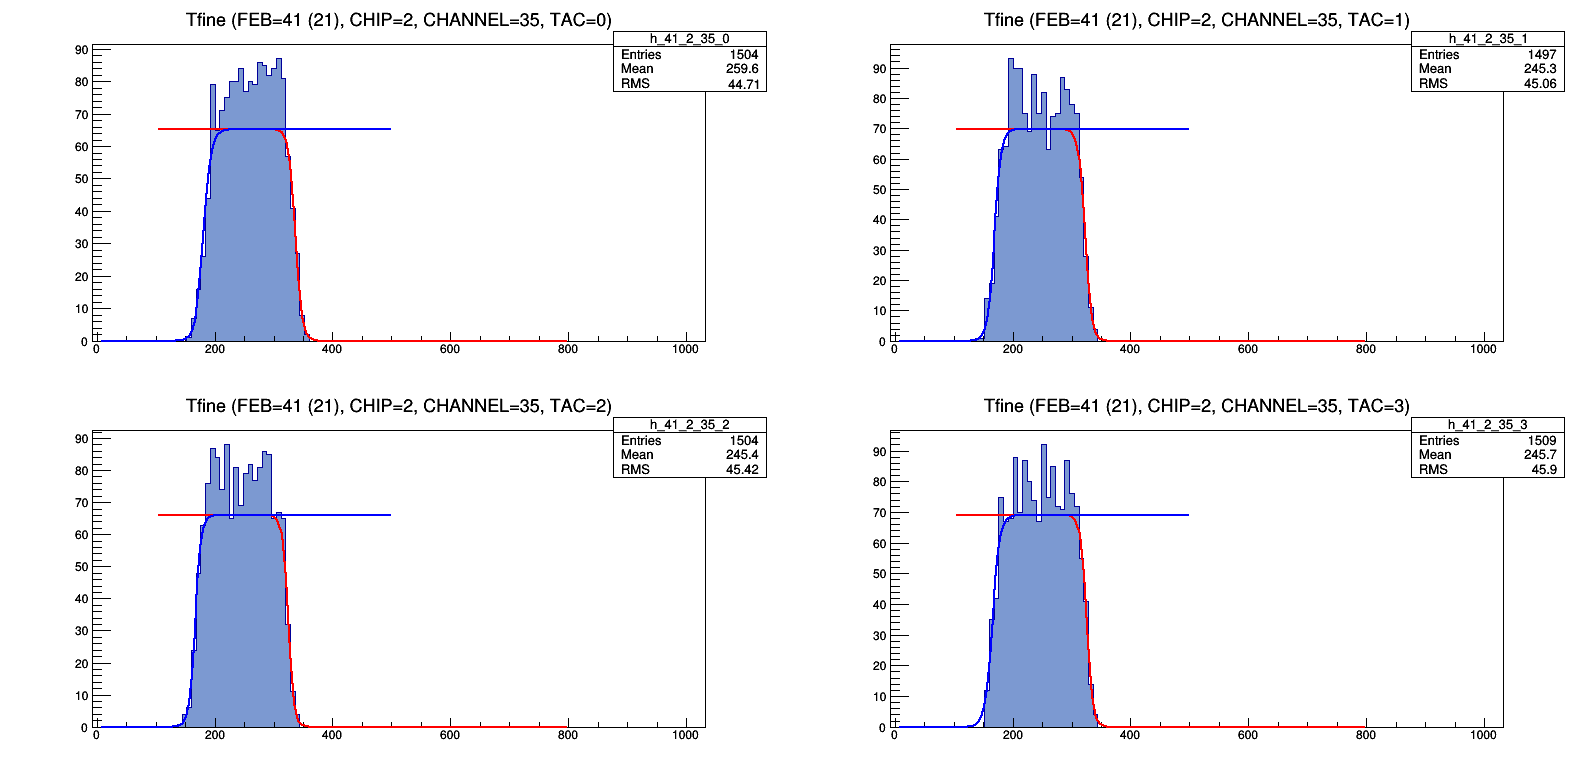 Tfine (FEB=41 (21), CHIP=2, CHANNEL=35, TAC=0)
h_41_2_35_0
Entries 1504
Mean 259.6
RMS 44.71
90
80
70
60
50
40
30
20
10
0
0 200 400 600 800 1000
Tfine (FEB=41 (21), CHIP=2, CHANNEL=35, TAC=1)
h_41_2_35_1
Entries 1497
Mean 245.3
RMS 45.06
90
80
70
60
50
40
30
20
10
0
0 200 400 600 800 1000
Tfine (FEB=41 (21), CHIP=2, CHANNEL=35, TAC=2)
h_41_2_35_2
Entries 1504
Mean 245.4
RMS 45.42
90
80
70
60
50
40
30
20
10
0
0 200 400 600 800 1000
Tfine (FEB=41 (21), CHIP=2, CHANNEL=35, TAC=3)
h_41_2_35_3
Entries 1509
Mean 245.7
RMS 45.9
90
80
70
60
50
40
30
20
10
0
0 200 400 600 800 1000